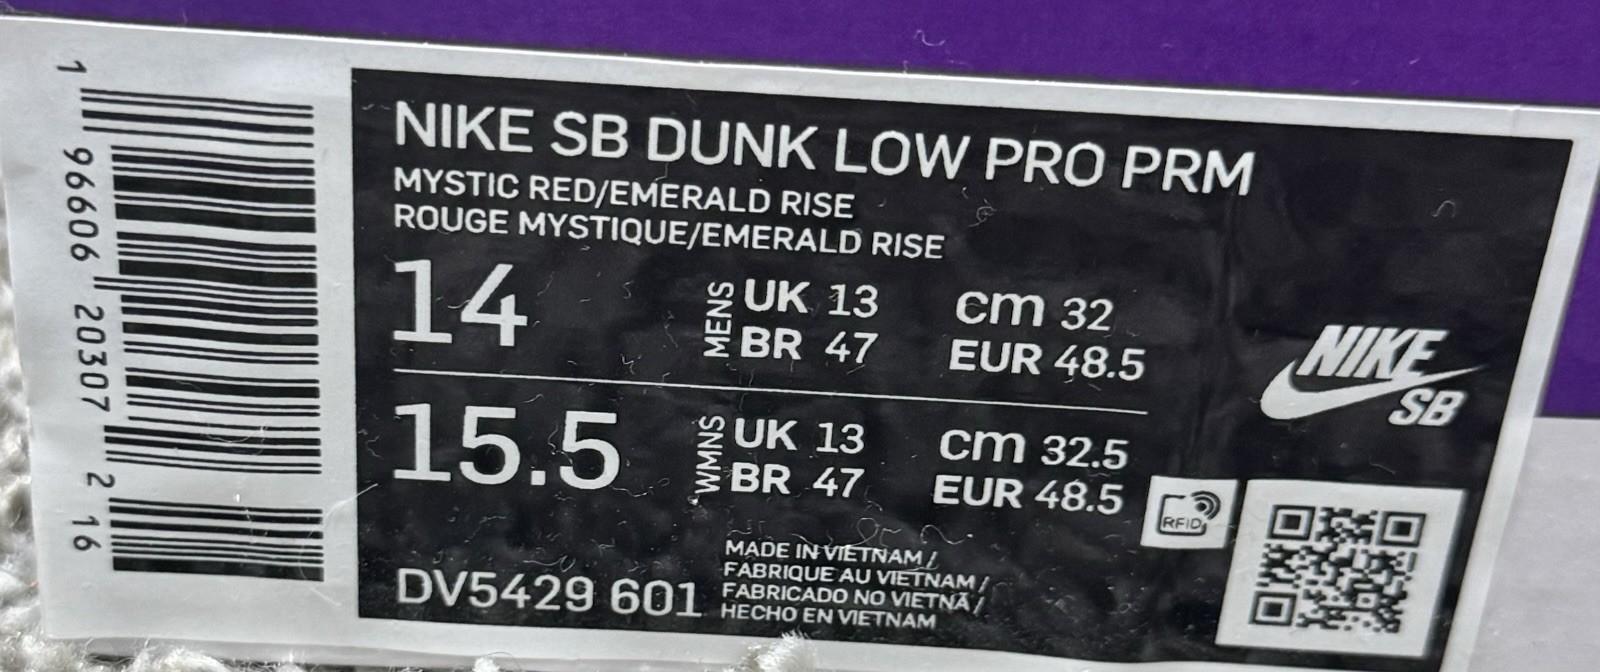 1 96606 20307 2 16
NIKE SB DUNK LOW PRO PRM
MYSTIC RED/EMERALD RISE
ROUGE MYSTIQUE/EMERALD RISE
14 MENS UK 13 cm 32
BR 47 EUR 48.5
15.5 WMNS UK 13 cm 32.5
BR 47 EUR 48.5
NIKE
SB
RFID
MADE IN VIETNAM /
FABRIQUE AU VIETNAM /
FABRICADO NO VIETNÃ /
HECHO EN VIETNAM
DV5429 601